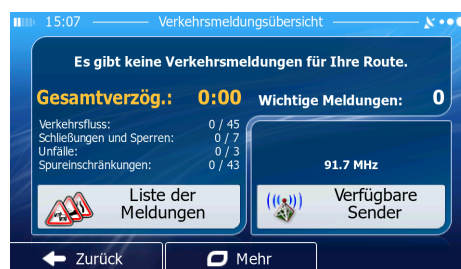 15:07 Verkehrsmeldungsübersicht
Es gibt keine Verkehrsmeldungen für Ihre Route.
Gesamtverzög.: 0:00
Wichtige Meldungen: 0
Verkehrsfluss: 0 / 45
Schließungen und Sperren: 0 / 7
Unfälle: 0 / 3
Spureinschränkungen: 0 / 43
91.7 MHz
Liste der
Meldungen
Verfügbare
Sender
Zurück
Mehr